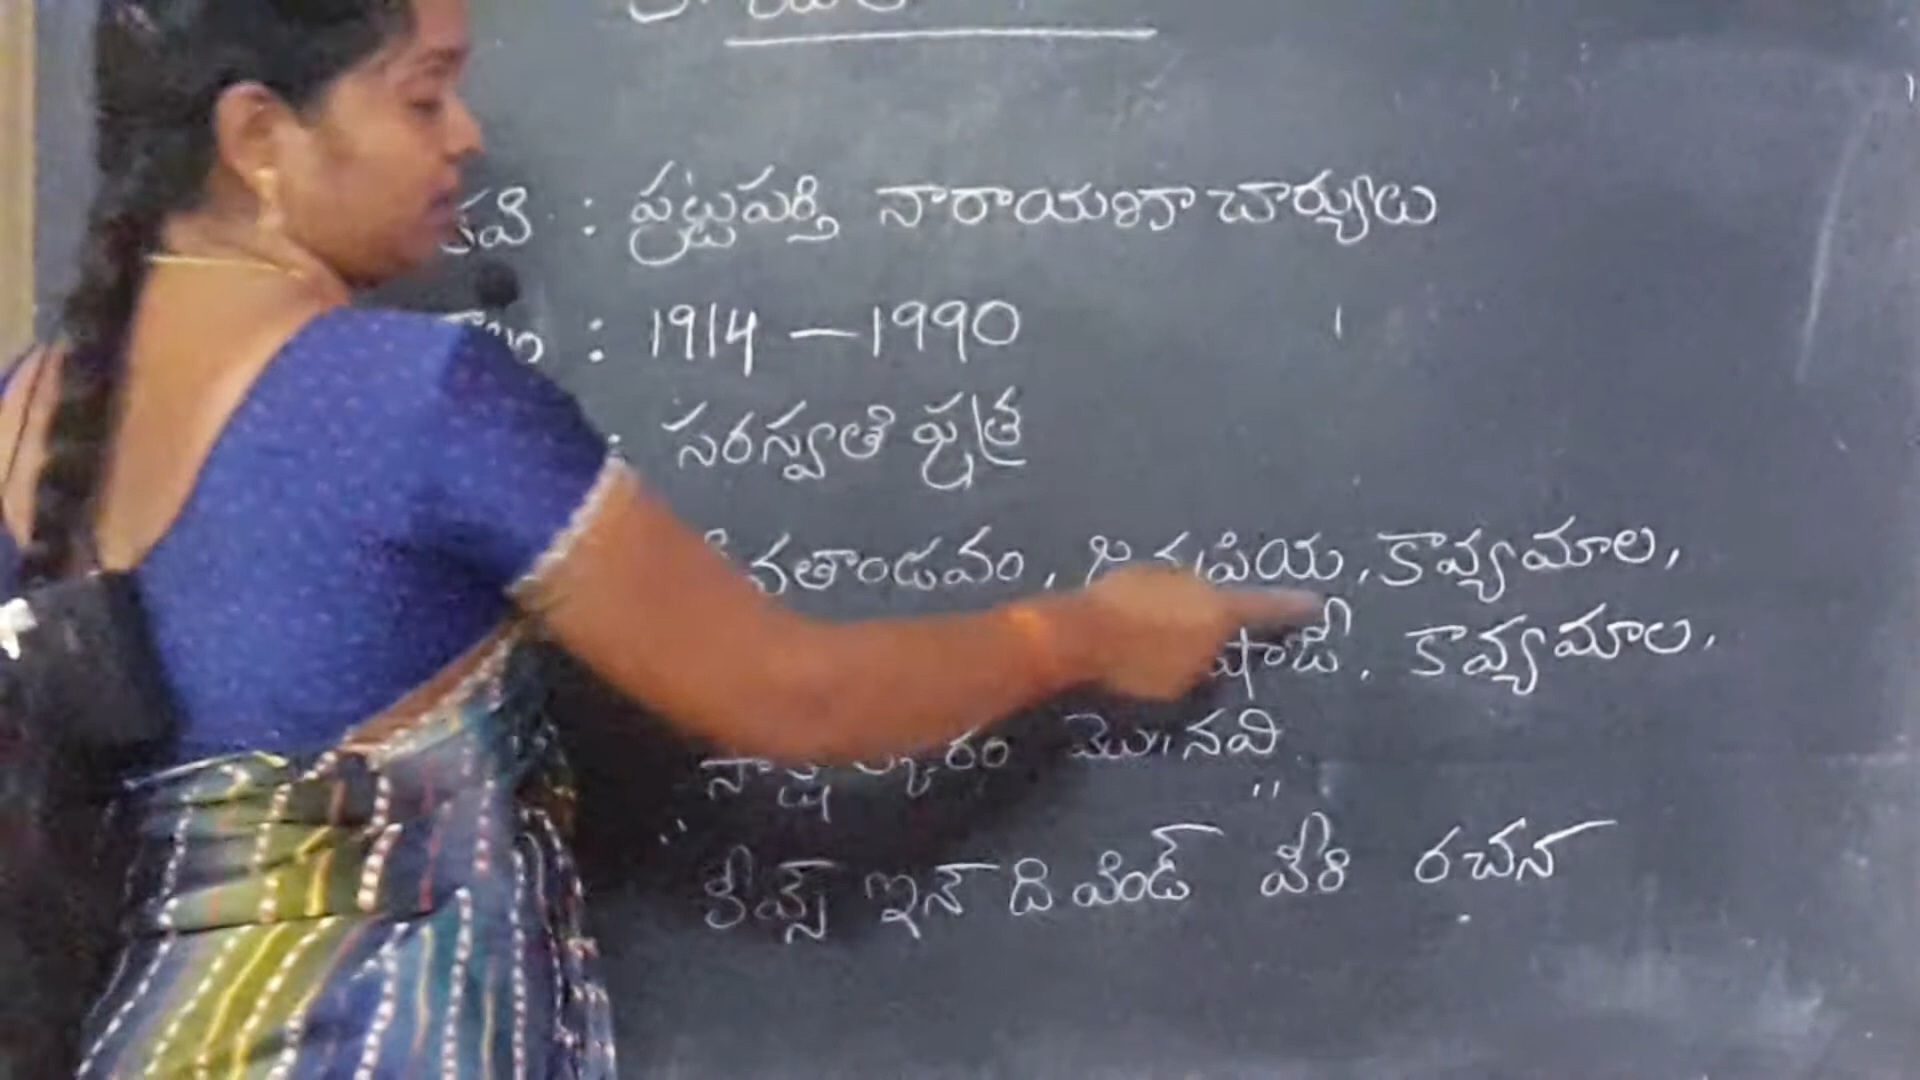 కవి : పుట్టపర్తి నారాయణాచార్యులు
కాలం : 1914 – 1990
: సరస్వతి పుత్ర
శివతాండవం, కావ్యమాల,
షాజీ, కావ్యమాల,
మొ,,నవి.
" లీవ్స్ ఇన్ ది విండ్ " వీరి రచన